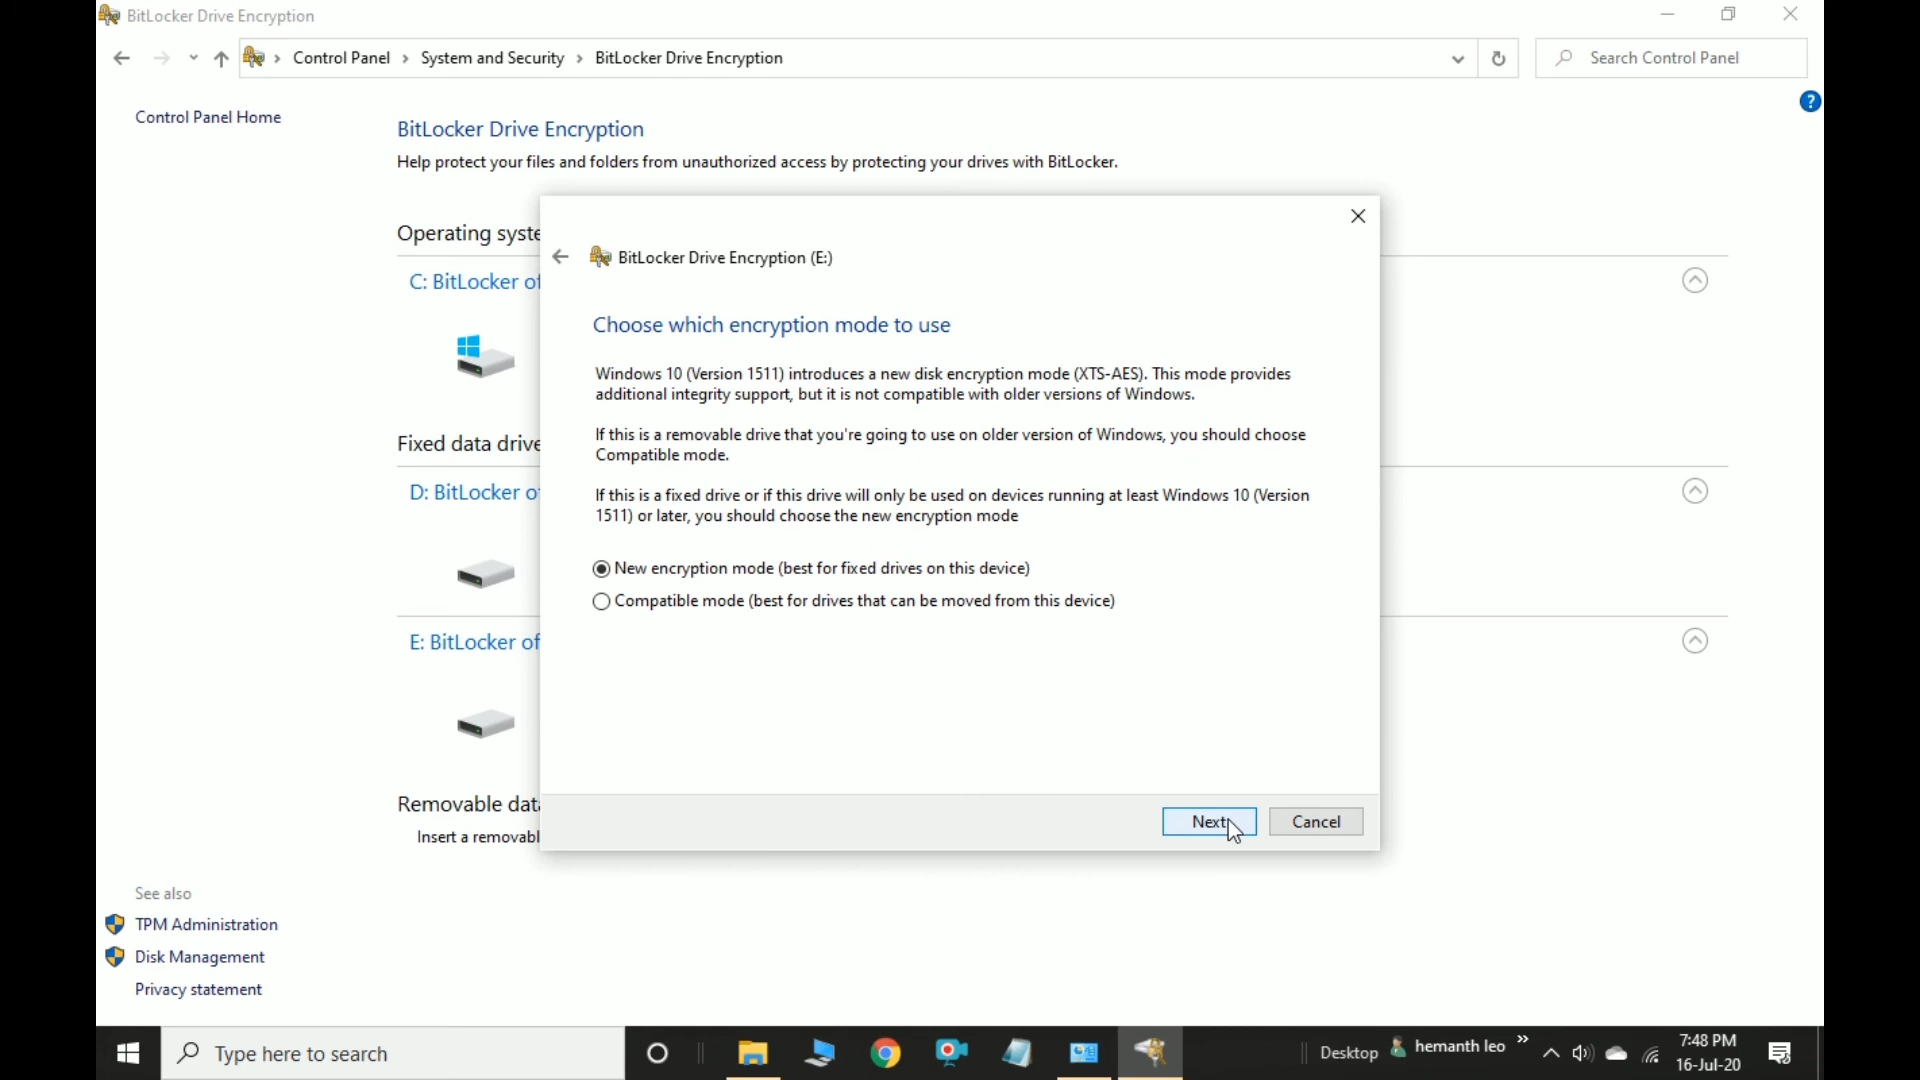 BitLocker Drive Encryption
Control Panel > System and Security > BitLocker Drive Encryption
Search Control Panel
?
Control Panel Home
BitLocker Drive Encryption
Help protect your files and folders from unauthorized access by protecting your drives with BitLocker.
Operating syste
C: BitLocker of
Fixed data drive
D: BitLocker o
E: BitLocker of
Removable data
Insert a removabl
BitLocker Drive Encryption (E:)
Choose which encryption mode to use
Windows 10 (Version 1511) introduces a new disk encryption mode (XTS-AES). This mode provides
additional integrity support, but it is not compatible with older versions of Windows.
If this is a removable drive that you're going to use on older version of Windows, you should choose
Compatible mode.
If this is a fixed drive or if this drive will only be used on devices running at least Windows 10 (Version
1511) or later, you should choose the new encryption mode
New encryption mode (best for fixed drives on this device)
Compatible mode (best for drives that can be moved from this device)
Next
Cancel
See also
TPM Administration
Disk Management
Privacy statement
Type here to search
Desktop
hemanth leo
7:48 PM
16-Jul-20